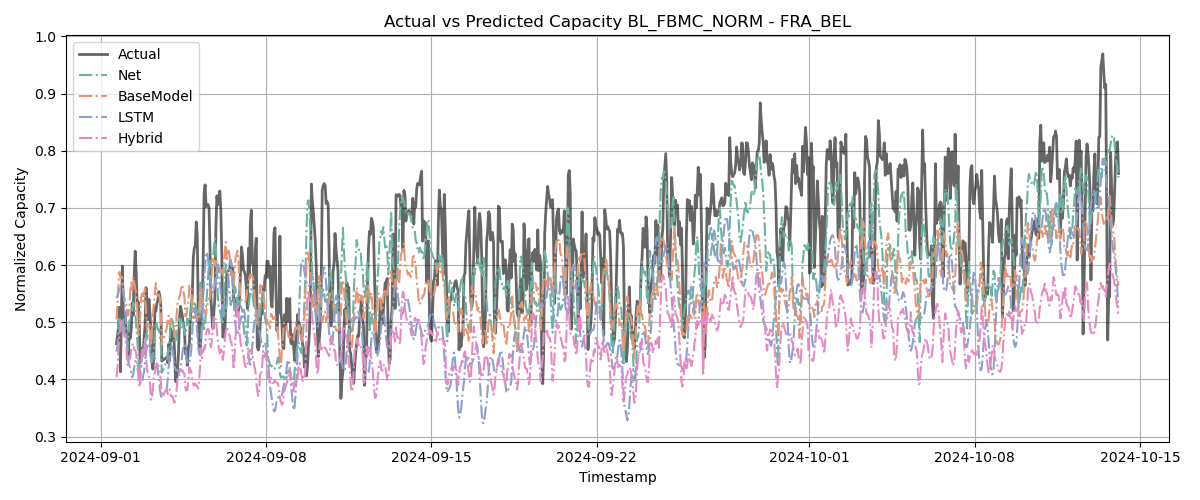 Actual vs Predicted Capacity BL_FBMC_NORM - FRA_BEL
Normalized Capacity
1.0
0.9
0.8
0.7
0.6
0.5
0.4
0.3
Actual
Net
BaseModel
LSTM
Hybrid
2024-09-01
2024-09-08
2024-09-15
2024-09-22
2024-10-01
2024-10-08
2024-10-15
Timestamp